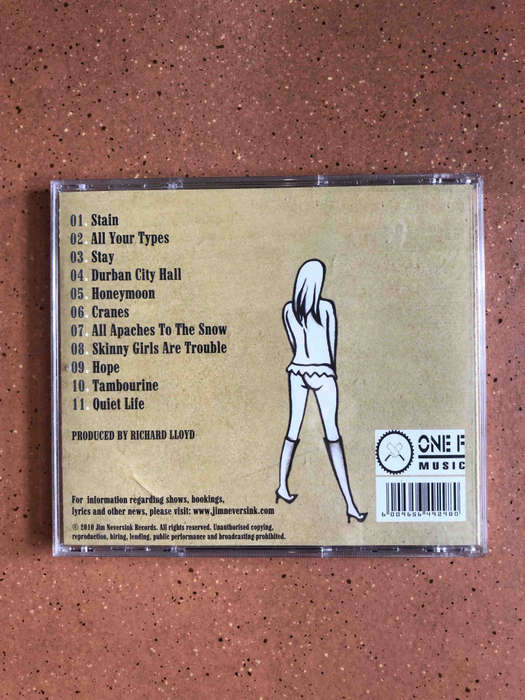 01. Stain
02. All Your Types
03. Stay
04. Durban City Hall
05. Honeymoon
06. Cranes
07. All Apaches To The Snow
08. Skinny Girls Are Trouble
09. Hope
10. Tambourine
11. Quiet Life
PRODUCED BY RICHARD LLOYD
ONE F
MUSIC
6 009656 492980
For information regarding shows, bookings,
lyrics and other news, please visit: www.jimneversink.com
℗ 2010 Jim Neversink Records. All rights reserved. Unauthorised copying,
reproduction, hiring, lending, public performance and broadcasting prohibited.